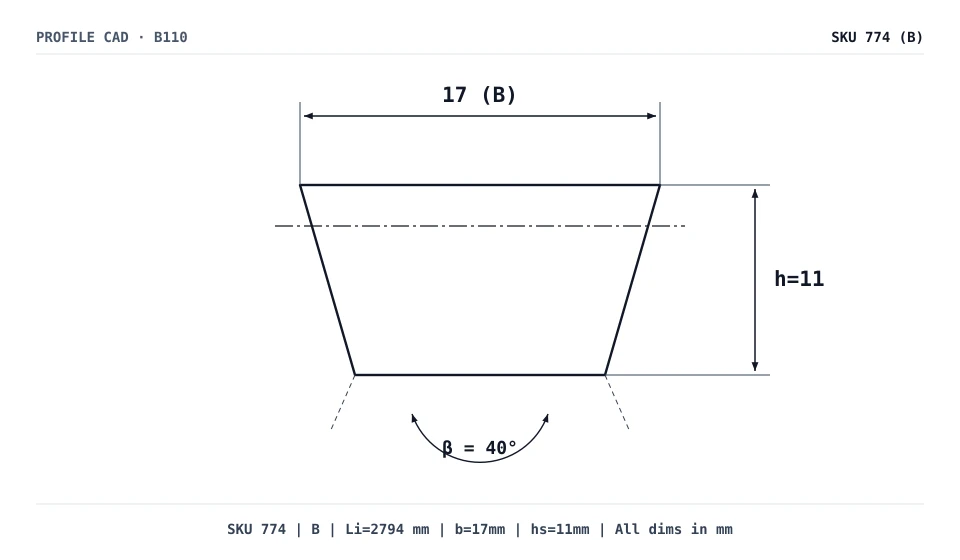 PROFILE CAD · B110
SKU 774 (B)
17 (B)
h=11
β = 40°
SKU 774 | B | Li=2794 mm | b=17mm | hs=11mm | All dims in mm